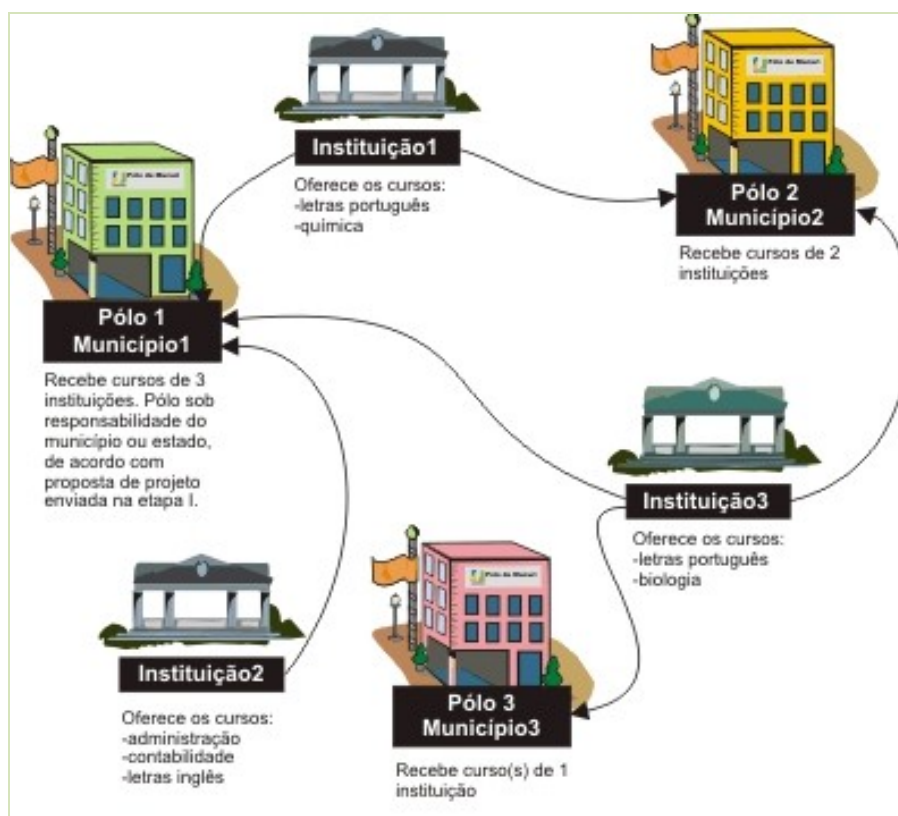 Instituição1
Oferece os cursos:
-letras português
-química
Pólo 2
Município2
Recebe cursos de 2
instituições
Pólo 1
Município1
Recebe cursos de 3
instituições. Pólo sob
responsabilidade do
município ou estado,
de acordo com
proposta de projeto
enviada na etapa I.
Instituição3
Oferece os cursos:
-letras português
-biologia
Instituição2
Oferece os cursos:
-administração
-contabilidade
-letras inglês
Pólo 3
Município3
Recebe curso(s) de 1
instituição